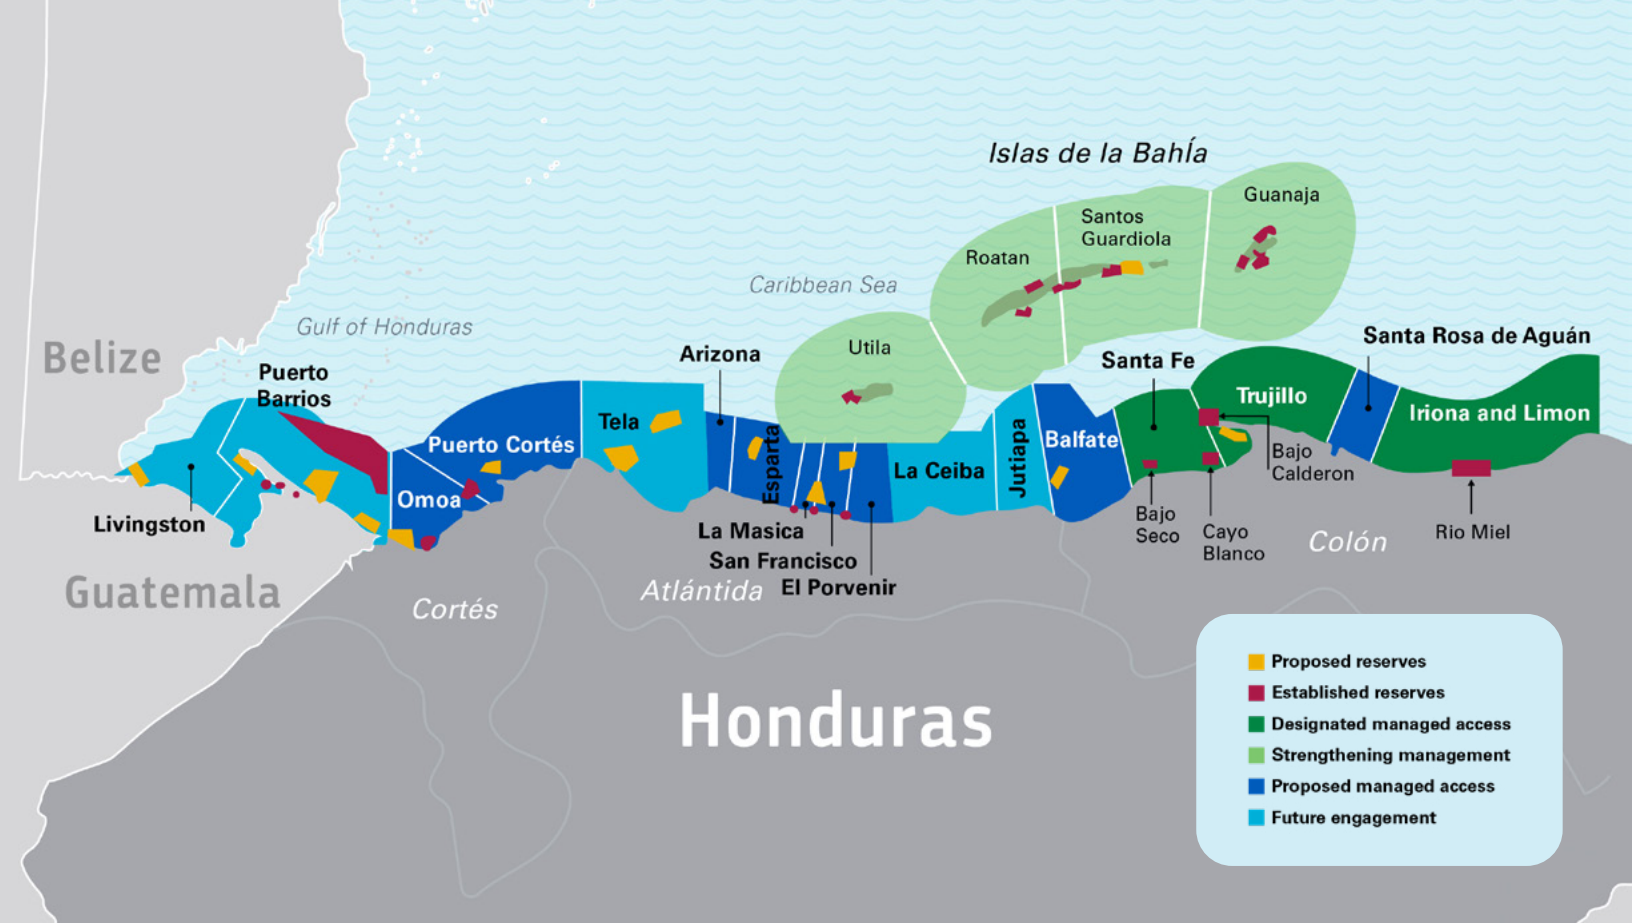 Islas de la BahÍa
Guanaja
Santos
Guardiola
Roatan
Caribbean Sea
Gulf of Honduras
Utila
Belize
Puerto
Barrios
Arizona
Santa Fe
Santa Rosa de Aguán
Trujillo
Iriona and Limon
Tela
Puerto Cortés
Omoa
Esparta
La Ceiba
Jutiapa
Balfate
Livingston
La Masica
San Francisco
El Porvenir
Bajo
Seco
Cayo
Blanco
Bajo
Calderon
Rio Miel
Guatemala
Cortés
Atlántida
Colón
Honduras
Proposed reserves
Established reserves
Designated managed access
Strengthening management
Proposed managed access
Future engagement